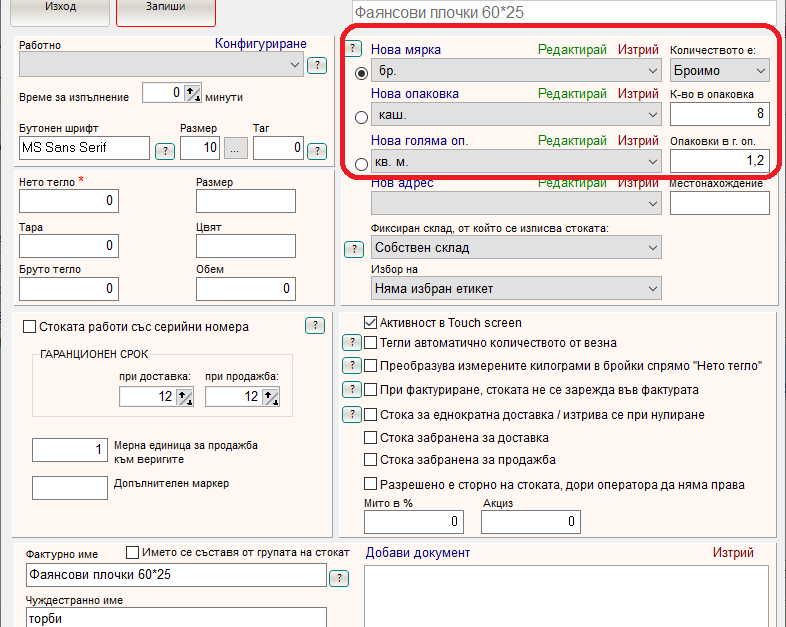 Изход
Запиши
Фаянсови плочки 60*25
Работно
Конфигуриране
?
Време за изпълнение
0
минути
Бутонен шрифт
Размер
Таг
MS Sans Serif
?
10
...
0
?
?
Нова мярка
Редактирай
Изтрий
Количеството е:
бр.
Броимо
Нова опаковка
Редактирай
Изтрий
К-во в опаковка
каш.
8
Нова голяма оп.
Редактирай
Изтрий
Опаковки в г. оп.
кв. м.
1,2
Нов адрес
Редактирай
Изтрий
Местонахождение
Фиксиран склад, от който се изписва стоката:
?
Собствен склад
Избор на
Няма избран етикет
Нето тегло *
Размер
0
Тара
Цвят
0
Бруто тегло
Обем
0
0
Стоката работи със серийни номера
?
ГАРАНЦИОНЕН СРОК
при доставка:
при продажба:
12
12
1
Мерна единица за продажба
към веригите
Допълнителен маркер
Активност в Touch screen
?
Тегли автоматично количеството от везна
?
Преобразува измерените килограми в бройки спрямо "Нето тегло"
?
При фактуриране, стоката не се зарежда във фактурата
?
Стока за еднократна доставка / изтрива се при нулиране
Стока забранена за доставка
Стока забранена за продажба
Разрешено е сторно на стоката, дори оператора да няма права
Мито в %
Акциз
0
0
Фактурно име
Името се съставя от групата на стокат
Фаянсови плочки 60*25
?
Чуждестранно име
торби
Добави документ
Изтрий